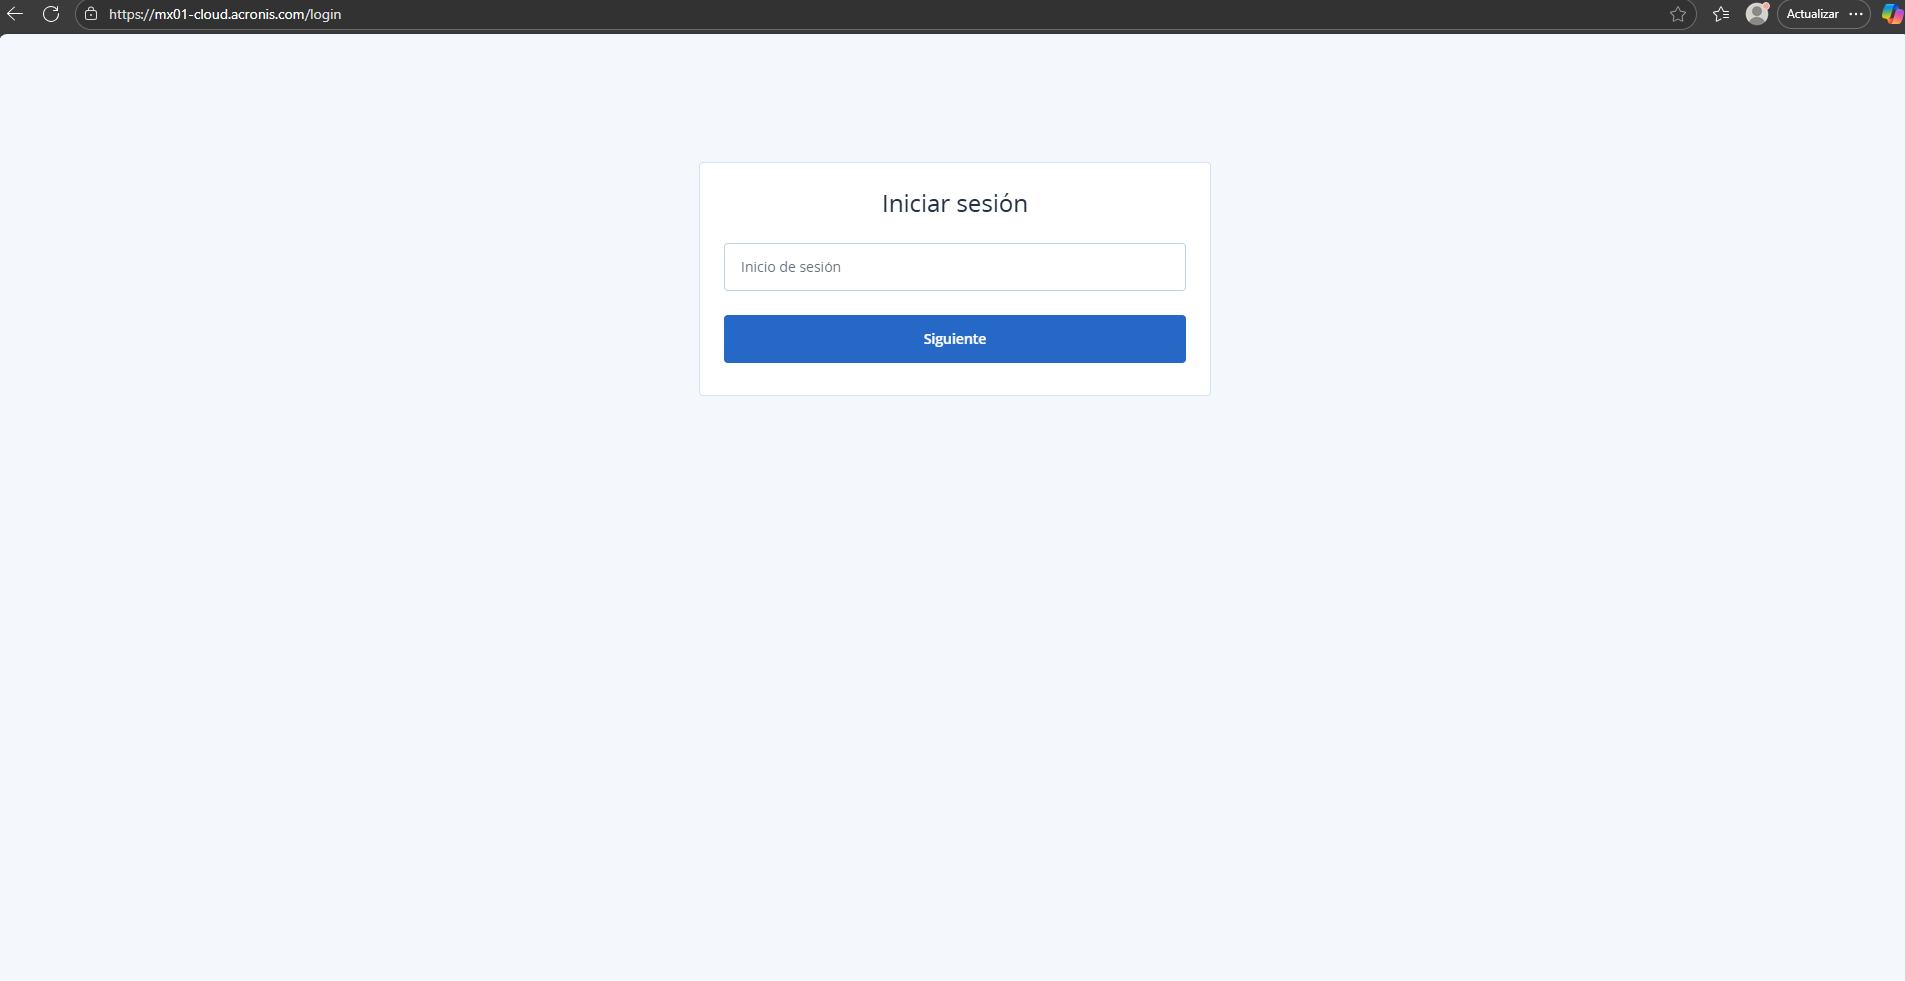 https://mx01-cloud.acronis.com/login
Actualizar
Iniciar sesión
Inicio de sesión
Siguiente